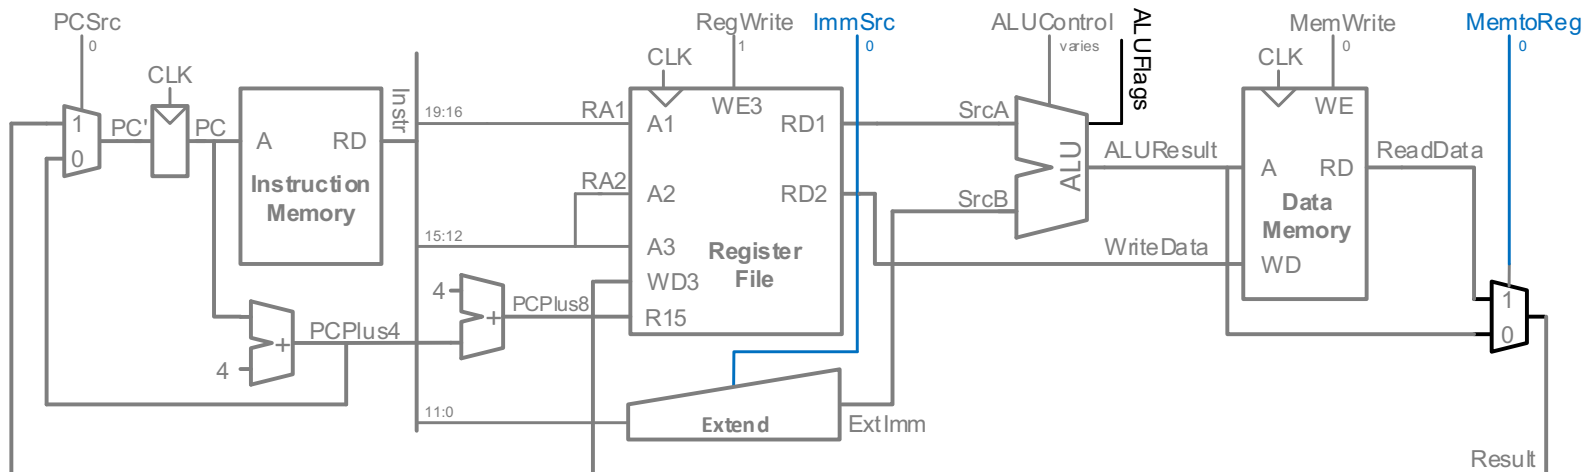 PCSrc
0
RegWrite
1
ImmSrc
0
ALUControl
varies
ALUFlags
MemWrite
0
MemtoReg
0
CLK
CLK
CLK
1
0
PC'
PC
A
RD
Instruction
Memory
Instr
19:16
RA1
A1
WE3
RD1
SrcA
RA2
A2
RD2
SrcB
15:12
A3
Register
File
WD3
R15
ALU
ALUResult
WriteData
A
WE
RD
Data
Memory
WD
ReadData
1
0
4
+
PCPlus8
PCPlus4
4
+
11:0
Extend
ExtImm
Result